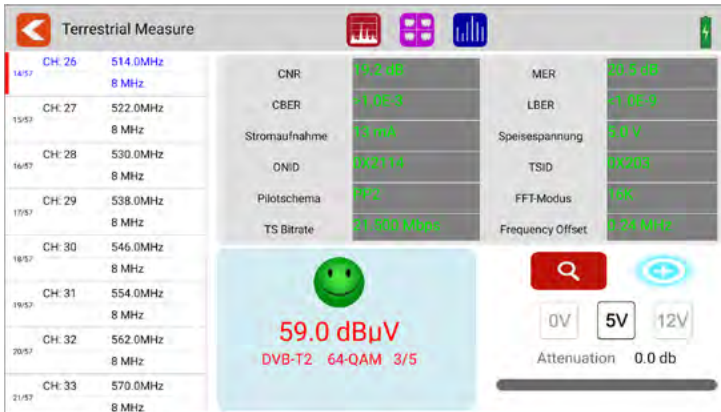 Terrestrial Measure
14/57 CH: 26 514.0MHz
8 MHz
15/57 CH: 27 522.0MHz
8 MHz
16/57 CH: 28 530.0MHz
8 MHz
17/57 CH: 29 538.0MHz
8 MHz
18/57 CH: 30 546.0MHz
8 MHz
19/57 CH: 31 554.0MHz
8 MHz
20/57 CH: 32 562.0MHz
8 MHz
21/57 CH: 33 570.0MHz
8 MHz
CNR MER
CBER LBER
Stromaufnahme Speisespannung 5.0 V
ONID TSID
Pilotschema PP2 FFT-Modus
TS Bitrate Frequency Offset
59.0 dBµV
DVB-T2 64-QAM 3/5
0V 5V 12V
Attenuation 0.0 db